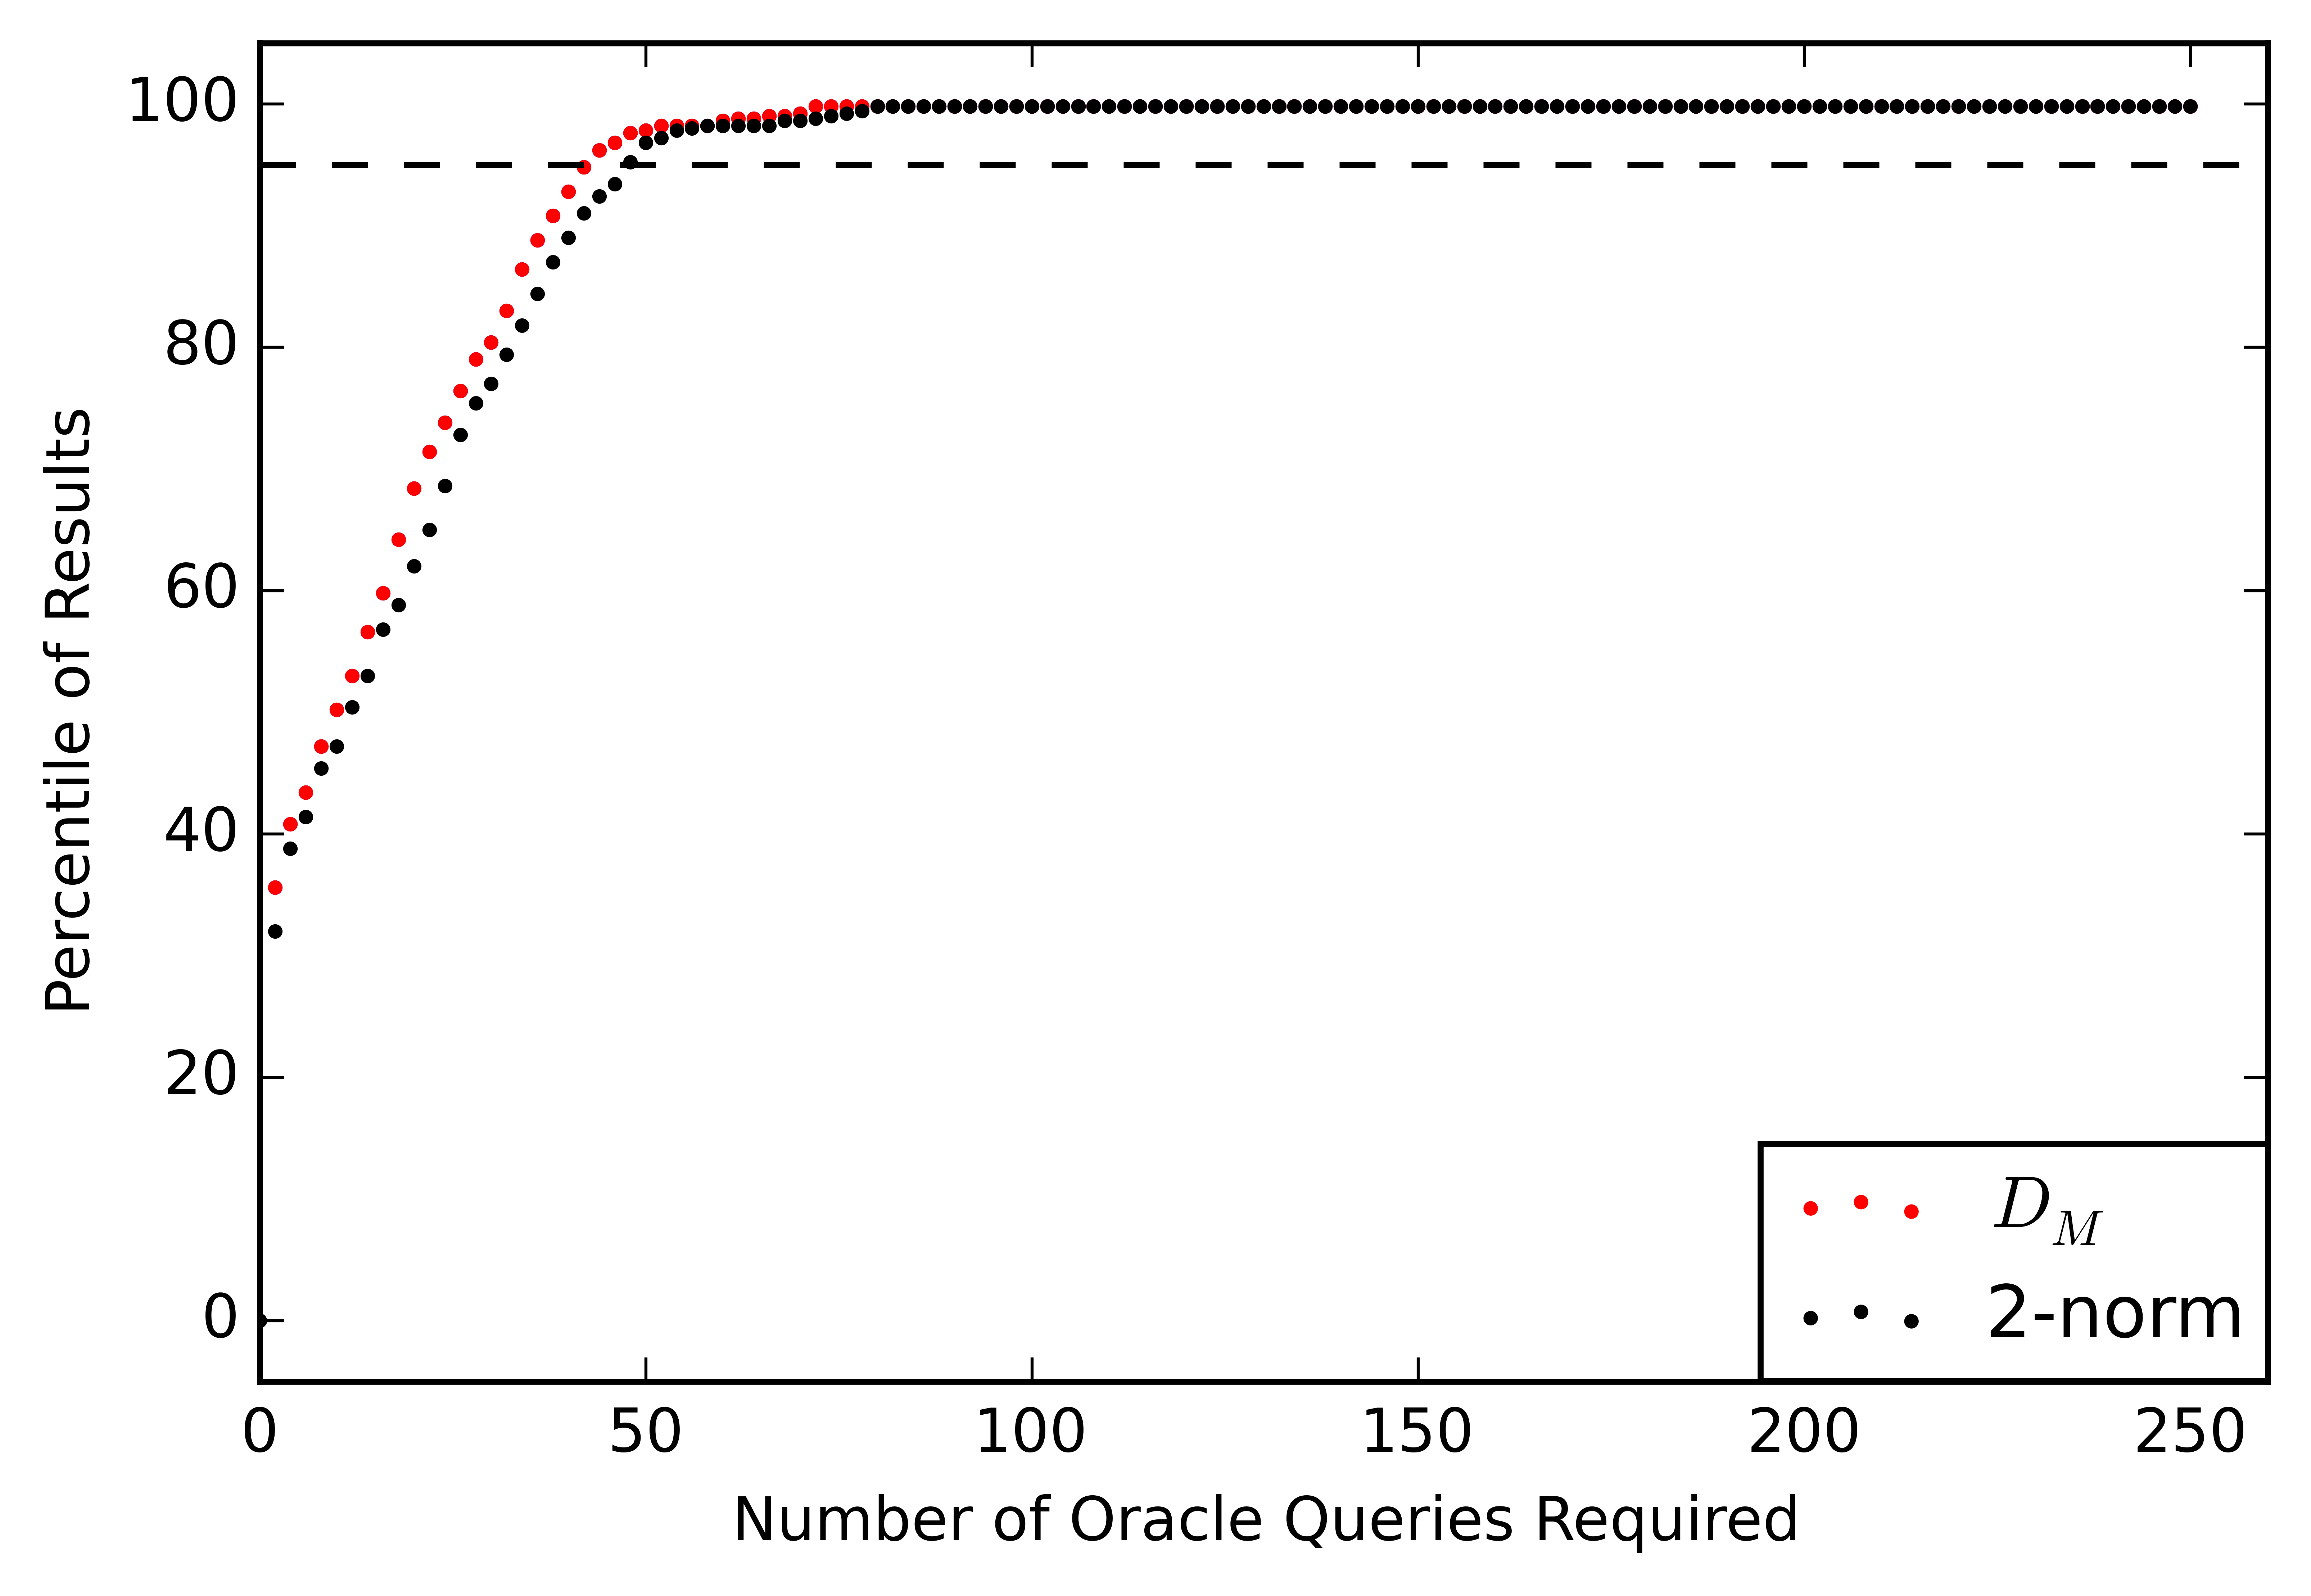 Percentile of Results
100
80
60
40
20
0
0 50 100 150 200 250
Number of Oracle Queries Required
D_M
2-norm